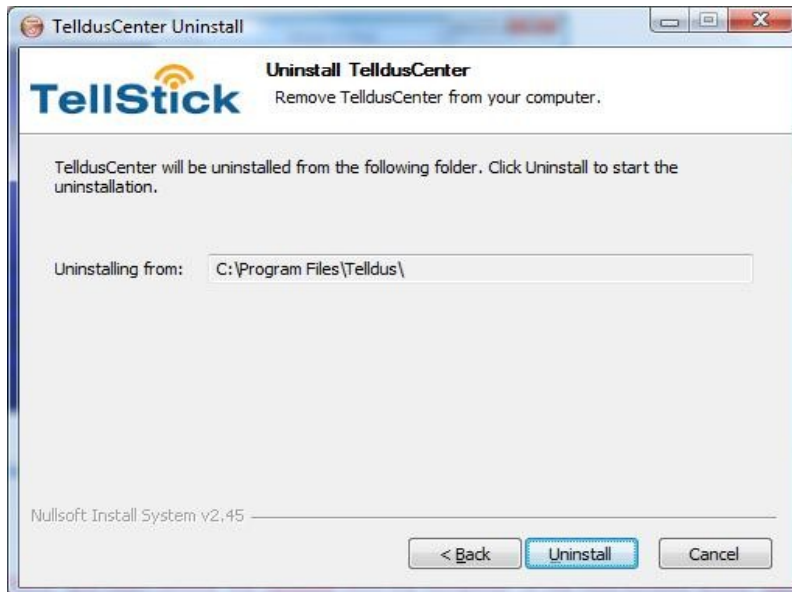 TelldusCenter Uninstall
TellStick
Uninstall TelldusCenter
Remove TelldusCenter from your computer.
TelldusCenter will be uninstalled from the following folder. Click Uninstall to start the
uninstallation.
Uninstalling from: C:\Program Files\Telldus\
Nullsoft Install System v2.45
< Back Uninstall Cancel